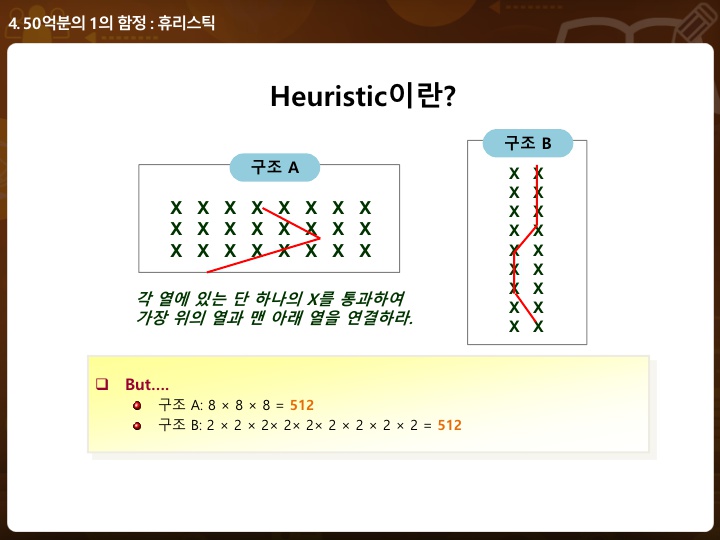 4. 50억분의 1의 함정 : 휴리스틱
Heuristic이란?
구조 A
X X X X X X X X
X X X X X X X X
X X X X X X X X
각 열에 있는 단 하나의 X를 통과하여
가장 위의 열과 맨 아래 열을 연결하라.
구조 B
X X
X X
X X
X X
X X
X X
X X
X X
X X
But....
구조 A: 8 × 8 × 8 = 512
구조 B: 2 × 2 × 2× 2× 2× 2 × 2 × 2 × 2 = 512